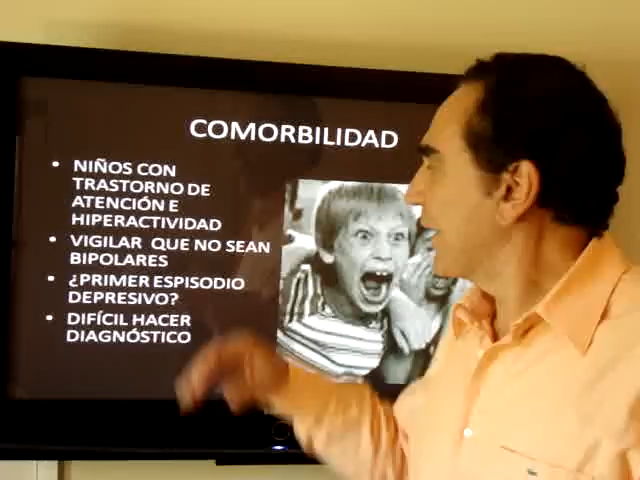 COMORBILIDAD
• NIÑOS CON
TRASTORNO DE
ATENCIÓN E
HIPERACTIVIDAD
• VIGILAR QUE NO SEAN
BIPOLARES
• ¿PRIMER ESPISODIO
DEPRESIVO?
• DIFÍCIL HACER
DIAGNÓSTICO